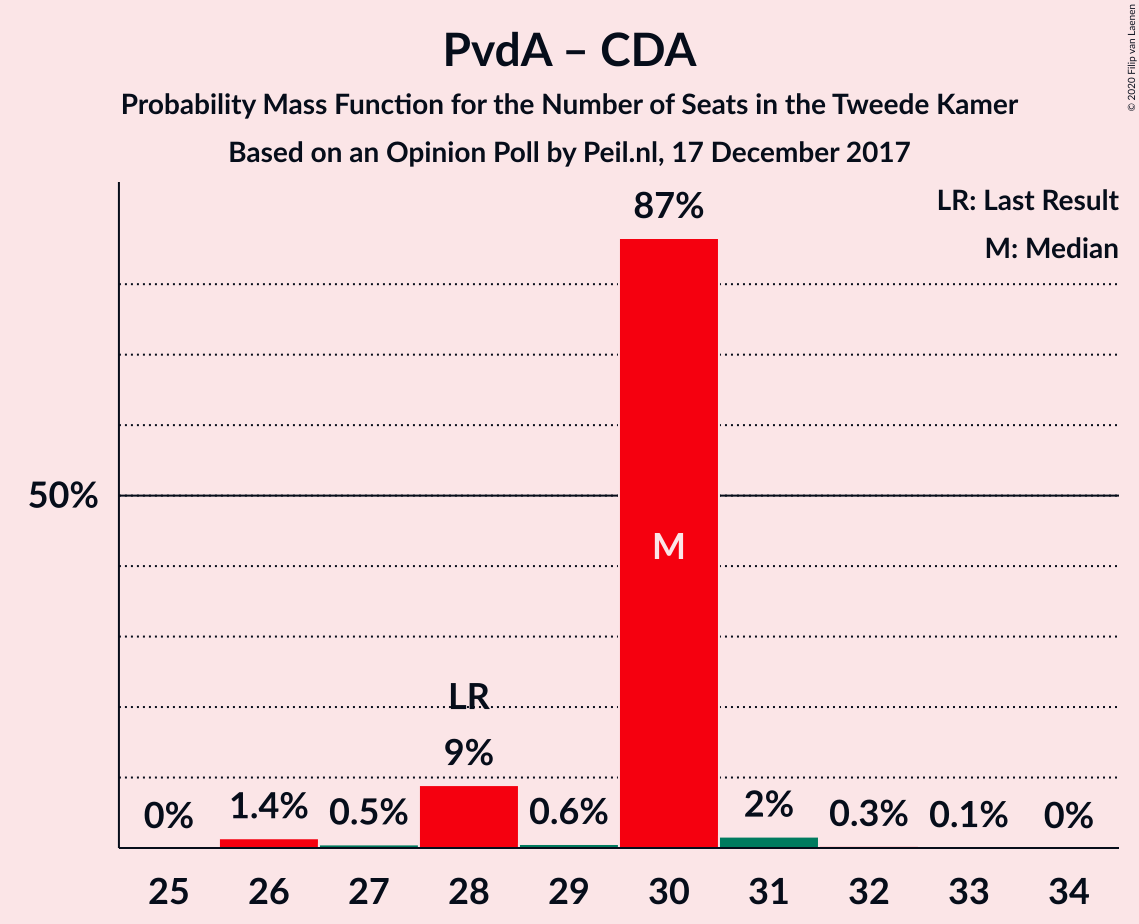 PvdA – CDA
Probability Mass Function for the Number of Seats in the Tweede Kamer
Based on an Opinion Poll by Peil.nl, 17 December 2017
© 2020 Filip van Laenen
LR: Last Result
M: Median
87%
50%
M
LR
9%
0%
1.4%
0.5%
0.6%
2%
0.3%
0.1%
0%
25 26 27 28 29 30 31 32 33 34